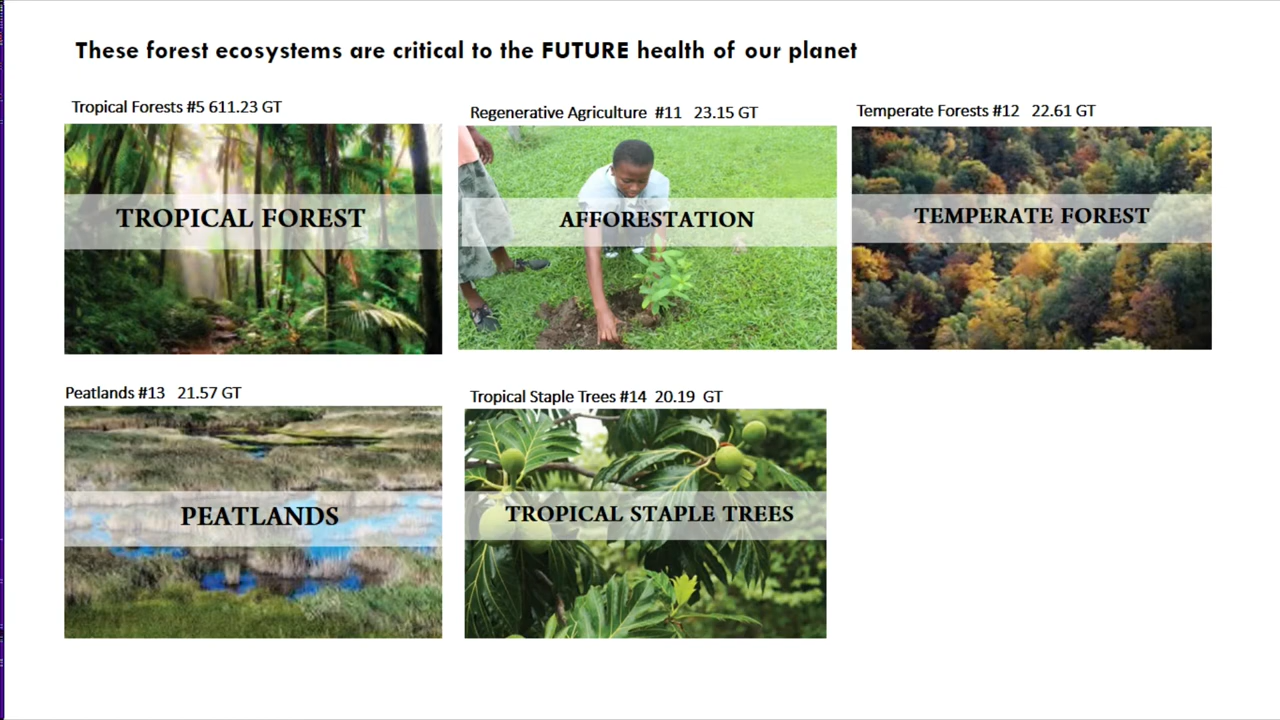 These forest ecosystems are critical to the FUTURE health of our planet
Tropical Forests #5 611.23 GT
TROPICAL FOREST
Regenerative Agriculture #11 23.15 GT
AFFORESTATION
Temperate Forests #12 22.61 GT
TEMPERATE FOREST
Peatlands #13 21.57 GT
PEATLANDS
Tropical Staple Trees #14 20.19 GT
TROPICAL STAPLE TREES